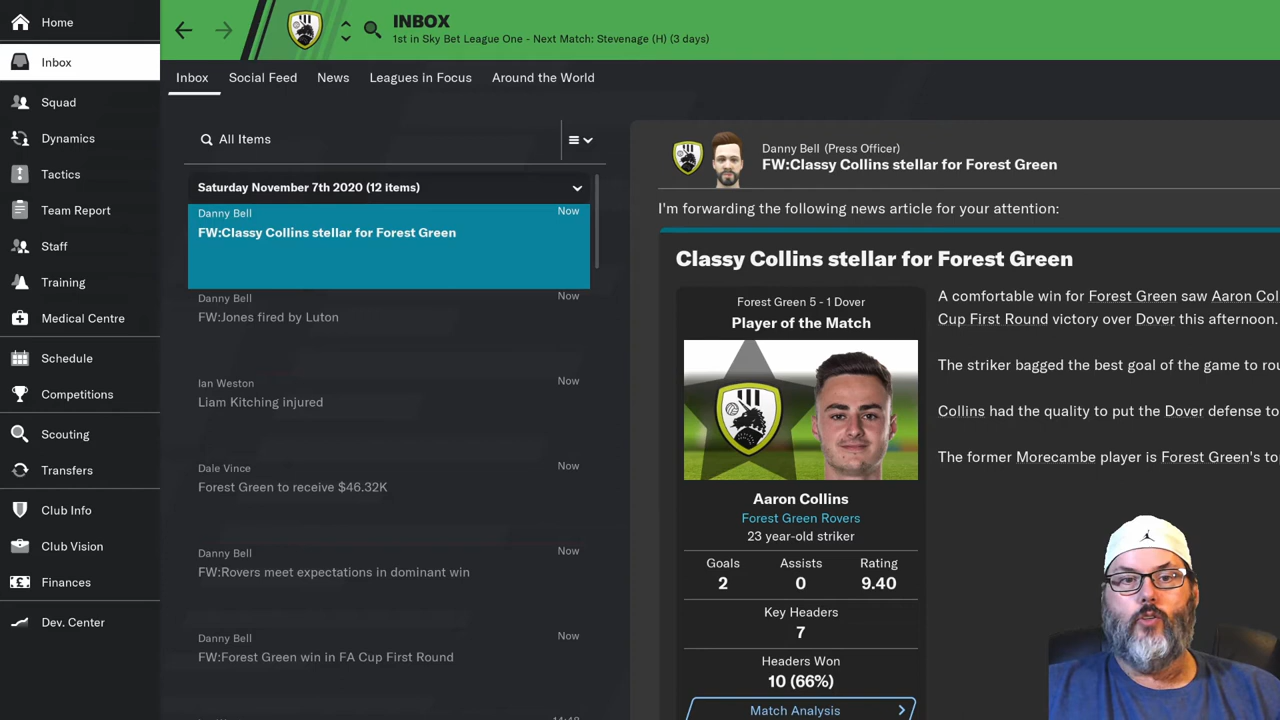 Home
Inbox
Squad
Dynamics
Tactics
Team Report
Staff
Training
Medical Centre
Schedule
Competitions
Scouting
Transfers
Club Info
Club Vision
Finances
Dev. Center
INBOX
1st in Sky Bet League One - Next Match: Stevenage (H) (3 days)
Inbox Social Feed News Leagues in Focus Around the World
All Items
Saturday November 7th 2020 (12 items)
Danny Bell Now
FW:Classy Collins stellar for Forest Green
Danny Bell Now
FW:Jones fired by Luton
Ian Weston Now
Liam Kitching injured
Dale Vince Now
Forest Green to receive $46.32K
Danny Bell Now
FW:Rovers meet expectations in dominant win
Danny Bell Now
FW:Forest Green win in FA Cup First Round
Danny Bell (Press Officer)
FW:Classy Collins stellar for Forest Green
I'm forwarding the following news article for your attention:
Classy Collins stellar for Forest Green
Forest Green 5 - 1 Dover
Player of the Match
Aaron Collins
Forest Green Rovers
23 year-old striker
Goals Assists Rating
2 0 9.40
Key Headers
7
Headers Won
10 (66%)
Match Analysis
A comfortable win for Forest Green saw Aaron Col
Cup First Round victory over Dover this afternoon.
The striker bagged the best goal of the game to rou
Collins had the quality to put the Dover defense to
The former Morecambe player is Forest Green's to